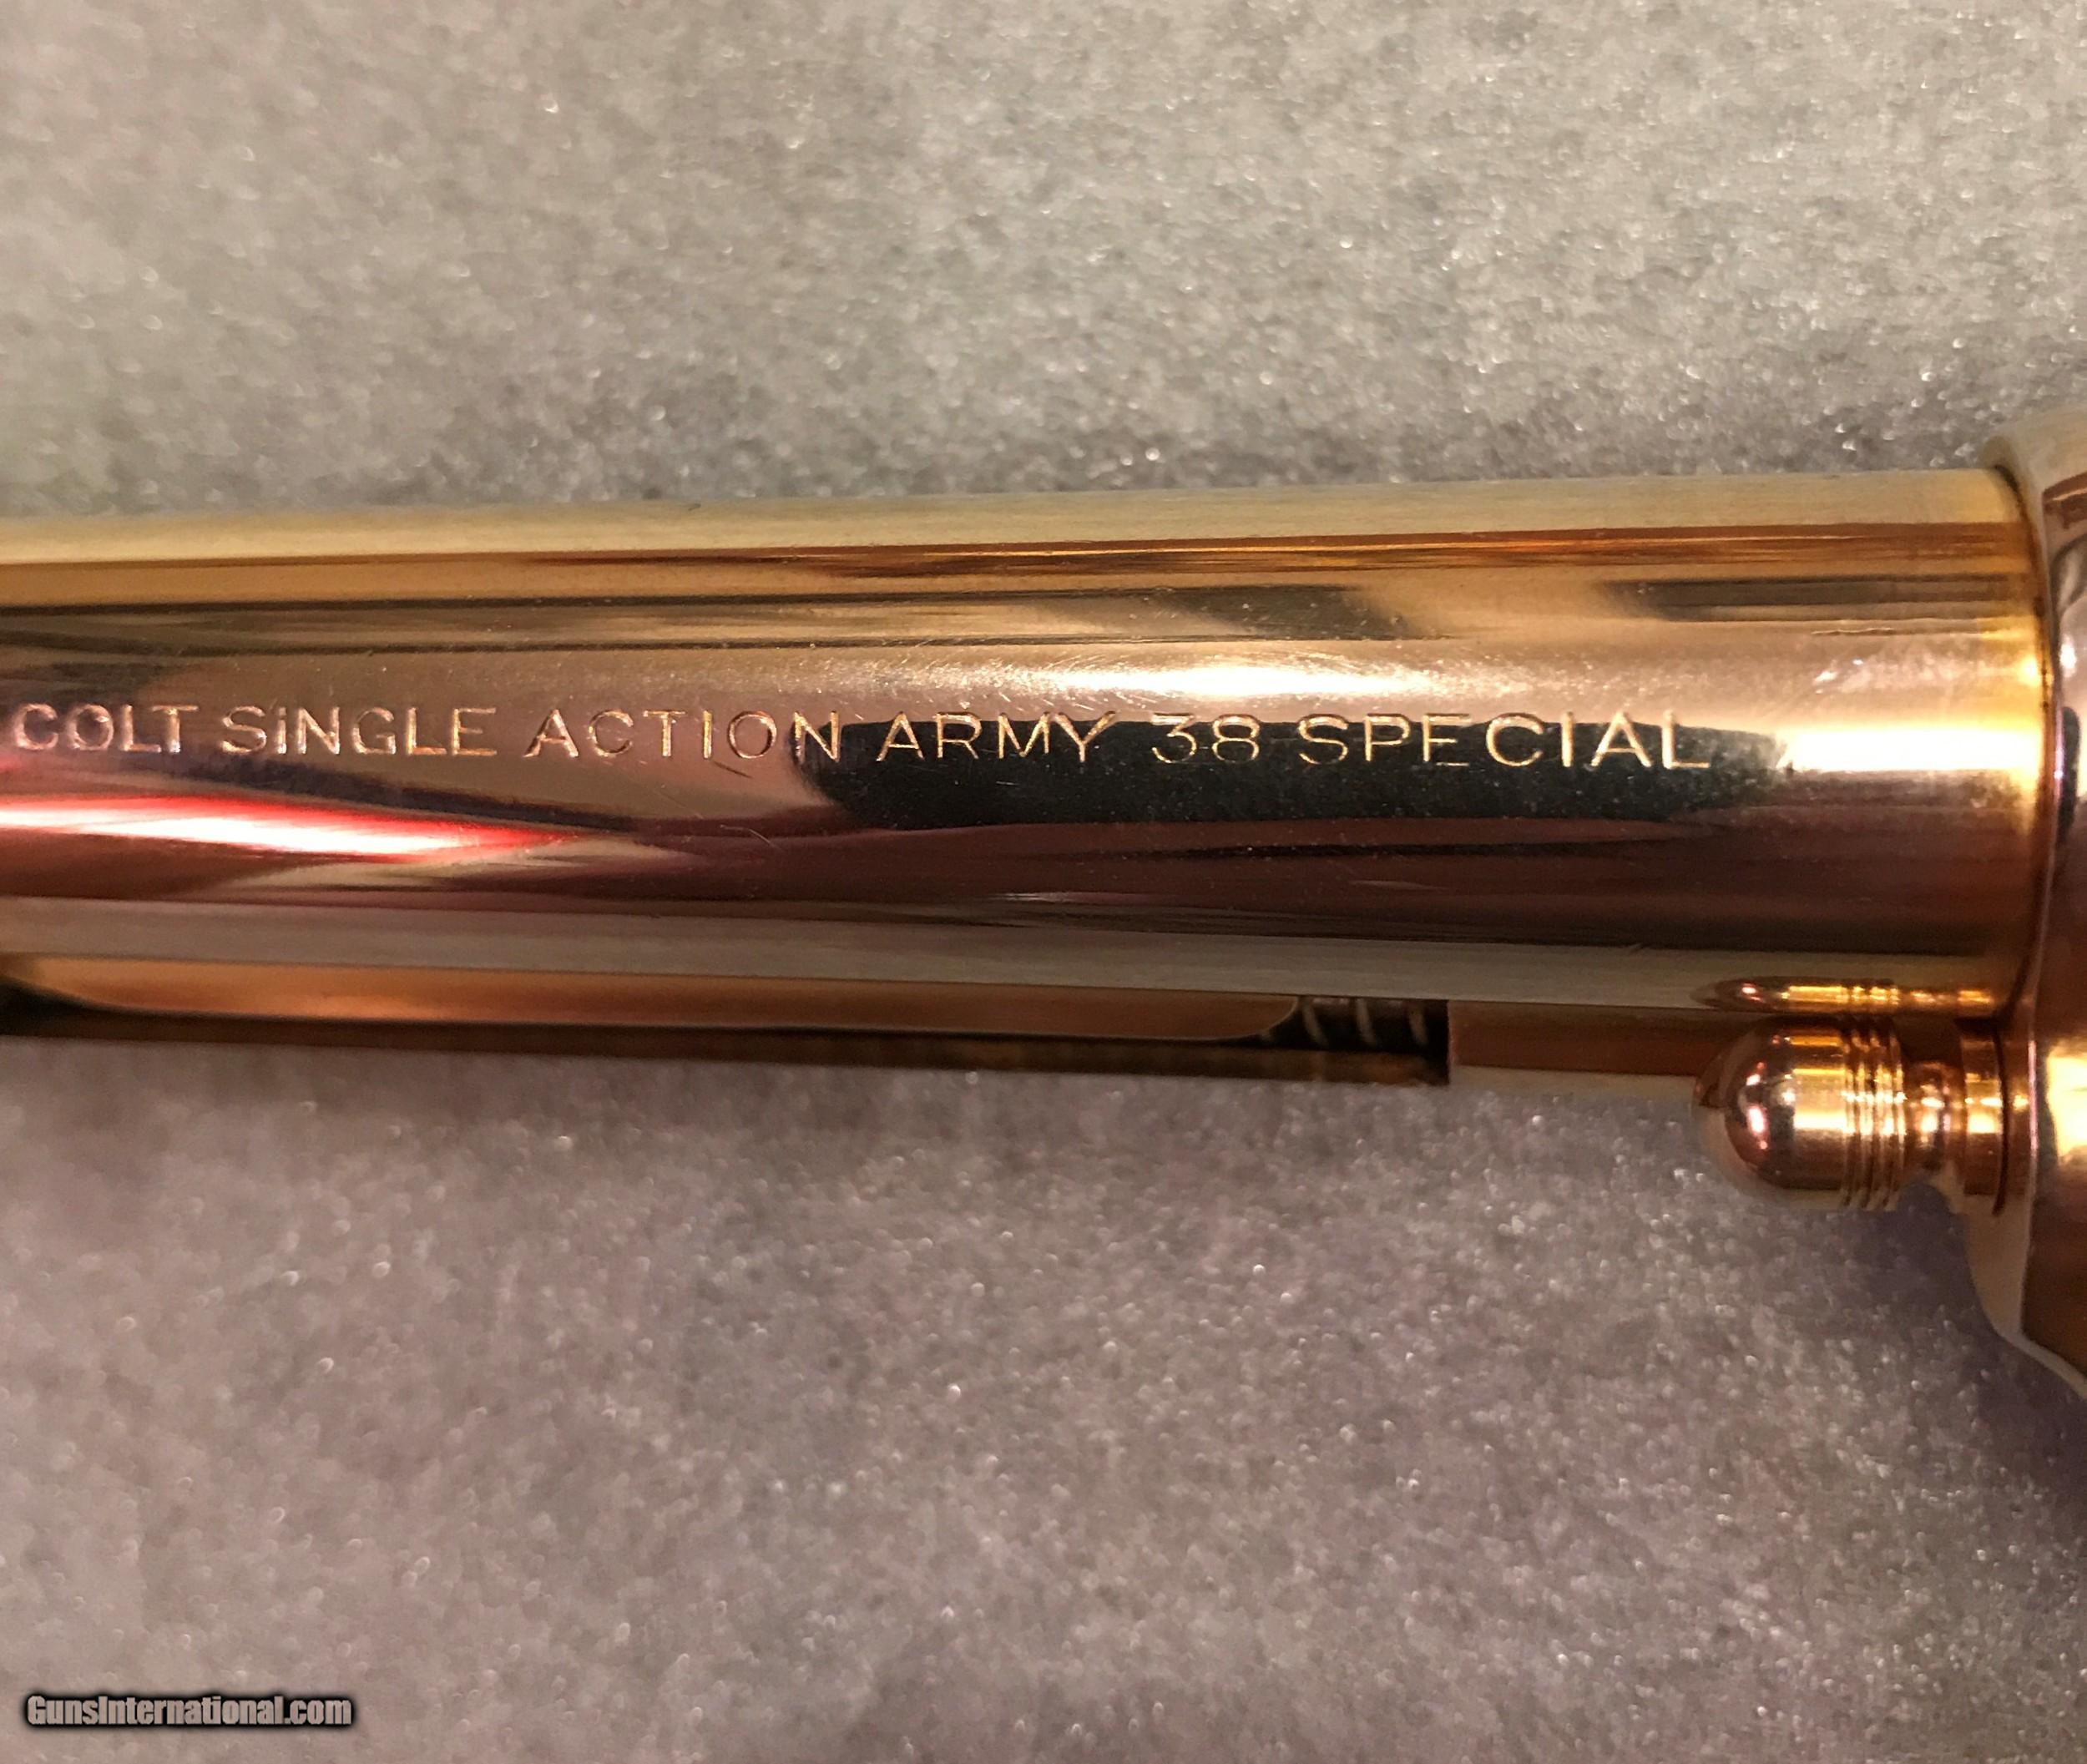 COLT SiNGLE ACTION ARMY 38 SPECIAL
GunsInternational.com